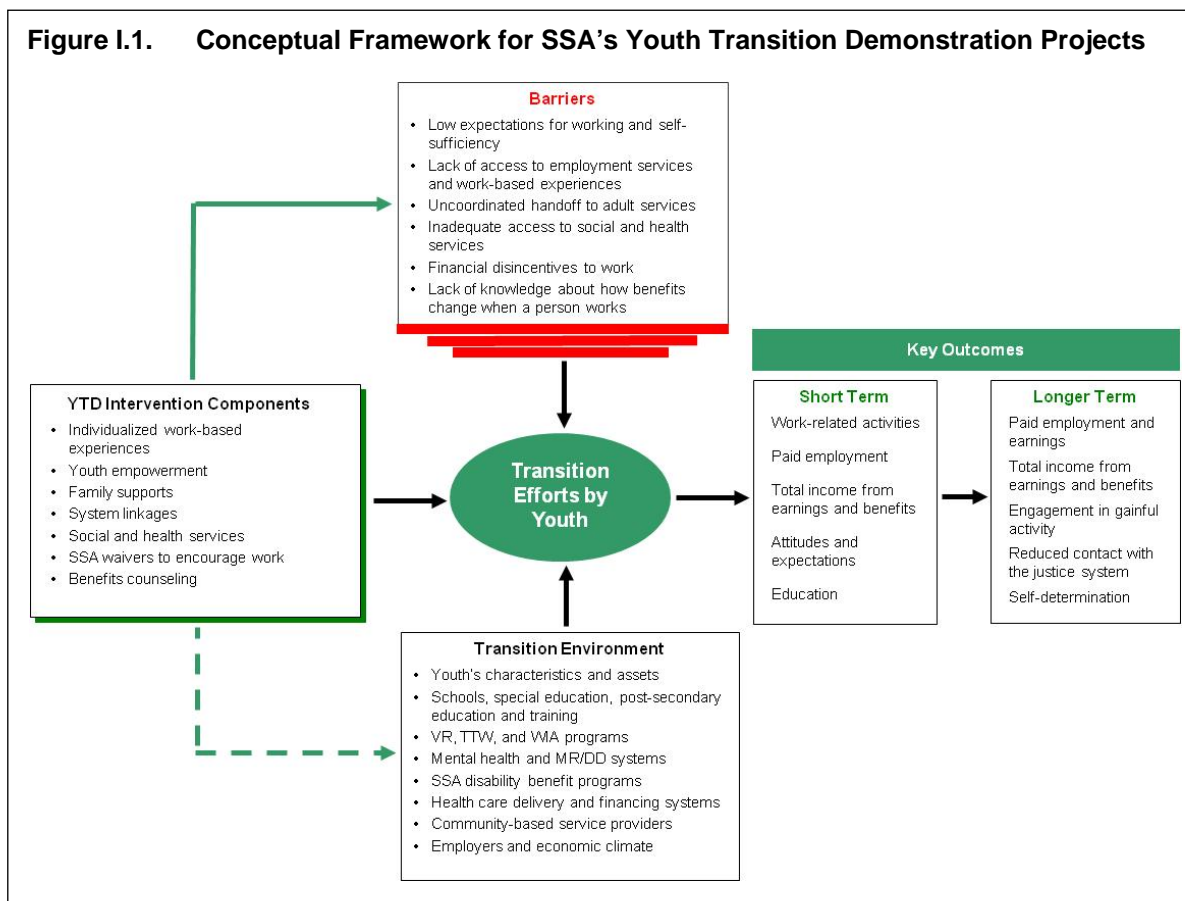 Figure I.1. Conceptual Framework for SSA's Youth Transition Demonstration Projects
Barriers
• Low expectations for working and self-
sufficiency
• Lack of access to employment services
and work-based experiences
• Uncoordinated handoff to adult services
• Inadequate access to social and health
services
• Financial disincentives to work
• Lack of knowledge about how benefits
change when a person works
YTD Intervention Components
• Individualized work-based
experiences
• Youth empowerment
• Family supports
• System linkages
• Social and health services
• SSA waivers to encourage work
• Benefits counseling
Transition
Efforts by
Youth
Key Outcomes
Short Term
Work-related activities
Paid employment
Total income from
earnings and benefits
Attitudes and
expectations
Education
Longer Term
Paid employment and
earnings
Total income from
earnings and benefits
Engagement in gainful
activity
Reduced contact with
the justice system
Self-determination
Transition Environment
• Youth's characteristics and assets
• Schools, special education, post-secondary
education and training
• VR, TTW, and WIA programs
• Mental health and MR/DD systems
• SSA disability benefit programs
• Health care delivery and financing systems
• Community-based service providers
• Employers and economic climate